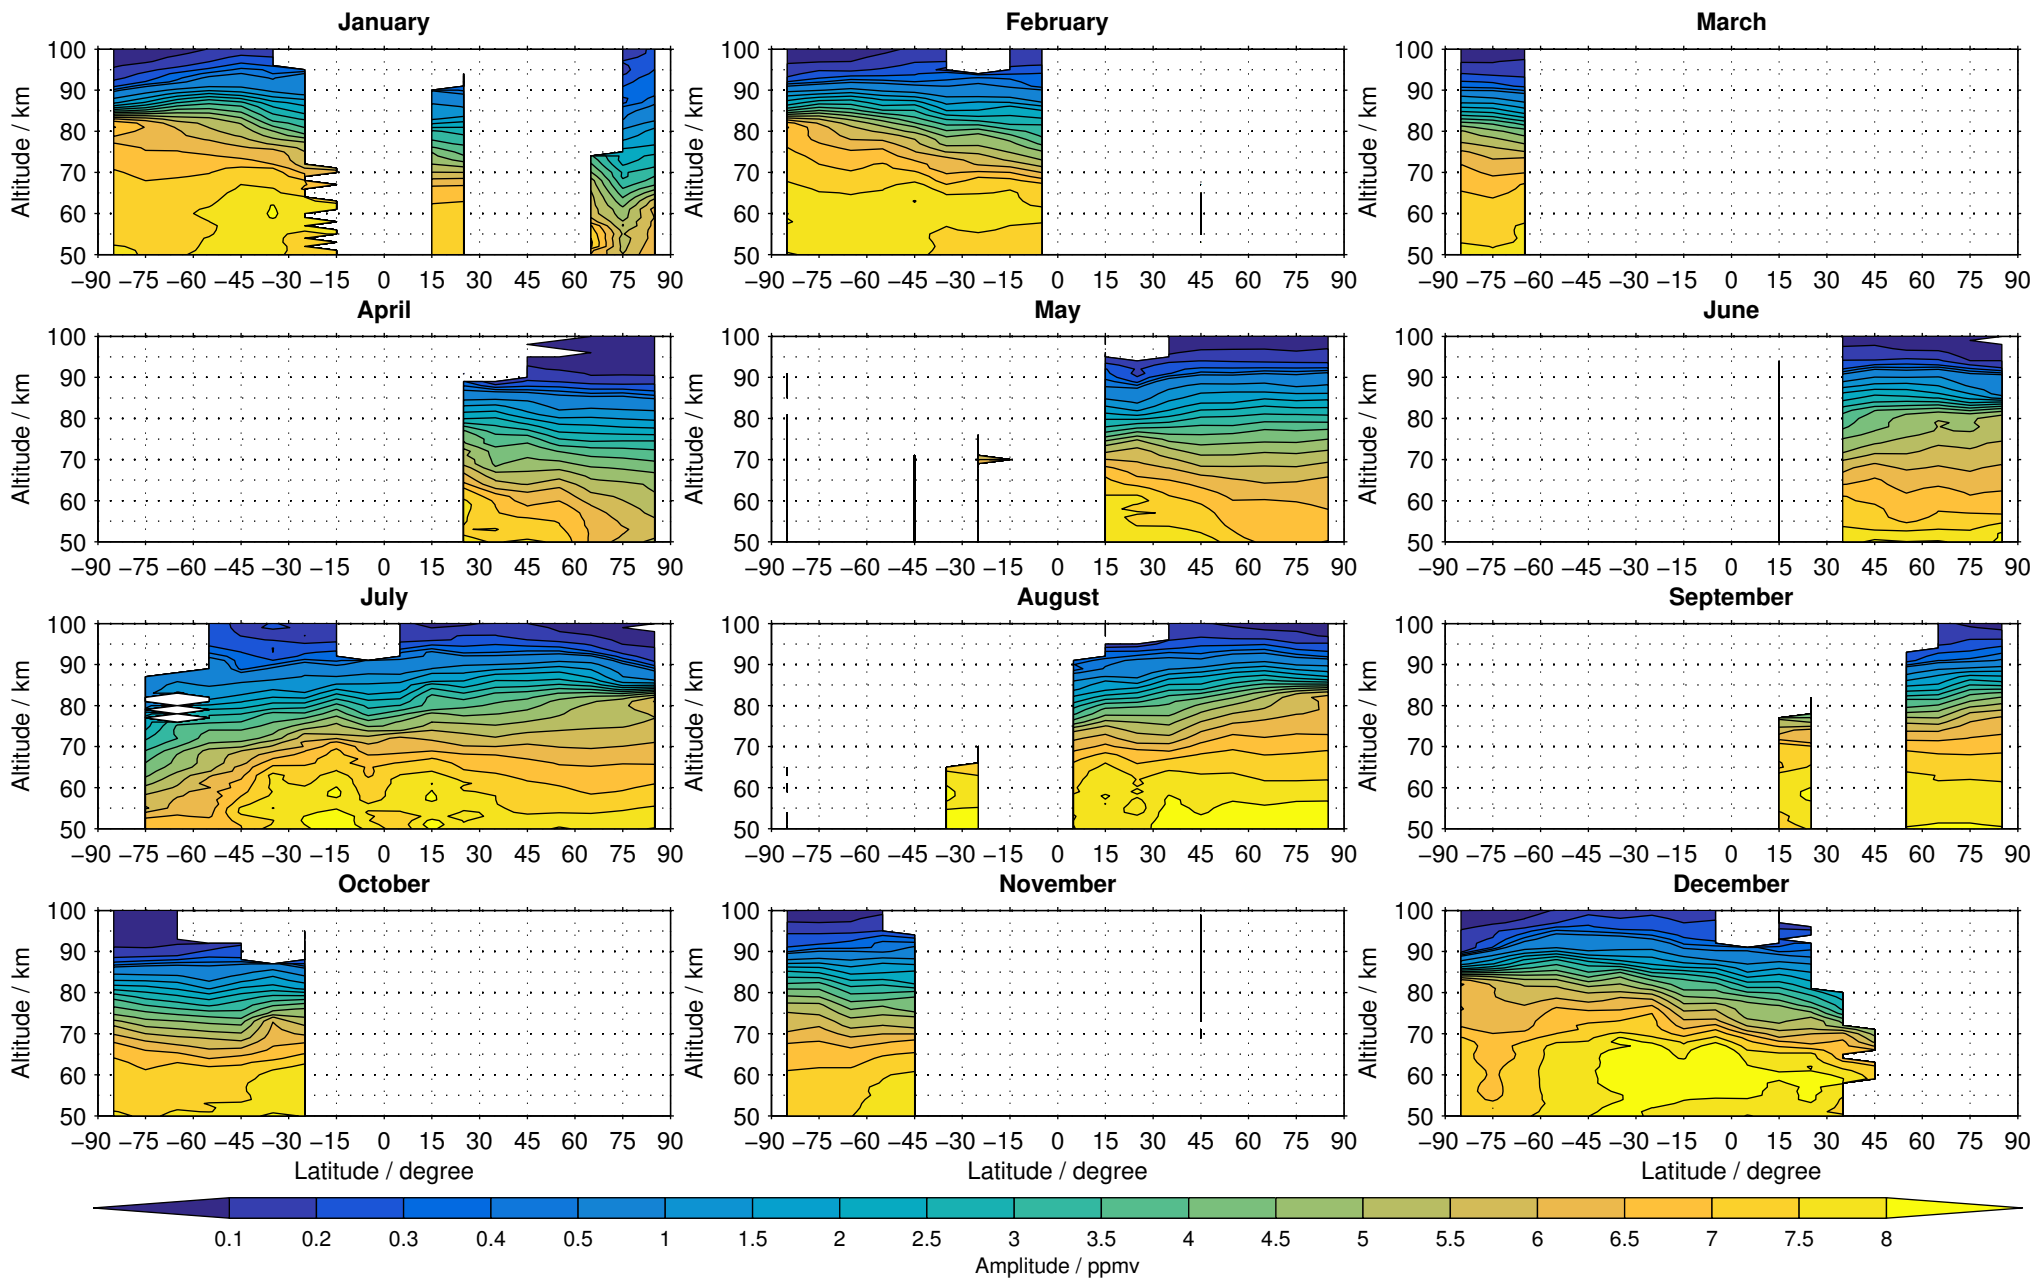 January February March
100 100 100
90 90 90
80 80 80
70 70 70
60 60 60
50 50 50
Altitude / km Altitude / km Altitude / km
−90 −75 −60 −45 −30 −15 0 15 30 45 60 75 90 −90 −75 −60 −45 −30 −15 0 15 30 45 60 75 90 −90 −75 −60 −45 −30 −15 0 15 30 45 60 75 90
April May June
100 100 100
90 90 90
80 80 80
70 70 70
60 60 60
50 50 50
Altitude / km Altitude / km Altitude / km
−90 −75 −60 −45 −30 −15 0 15 30 45 60 75 90 −90 −75 −60 −45 −30 −15 0 15 30 45 60 75 90 −90 −75 −60 −45 −30 −15 0 15 30 45 60 75 90
July August September
100 100 100
90 90 90
80 80 80
70 70 70
60 60 60
50 50 50
Altitude / km Altitude / km Altitude / km
−90 −75 −60 −45 −30 −15 0 15 30 45 60 75 90 −90 −75 −60 −45 −30 −15 0 15 30 45 60 75 90 −90 −75 −60 −45 −30 −15 0 15 30 45 60 75 90
October November December
100 100 100
90 90 90
80 80 80
70 70 70
60 60 60
50 50 50
Altitude / km Altitude / km Altitude / km
−90 −75 −60 −45 −30 −15 0 15 30 45 60 75 90 −90 −75 −60 −45 −30 −15 0 15 30 45 60 75 90 −90 −75 −60 −45 −30 −15 0 15 30 45 60 75 90
Latitude / degree Latitude / degree Latitude / degree
0.1 0.2 0.3 0.4 0.5 1 1.5 2 2.5 3 3.5 4 4.5 5 5.5 6 6.5 7 7.5 8
Amplitude / ppmv